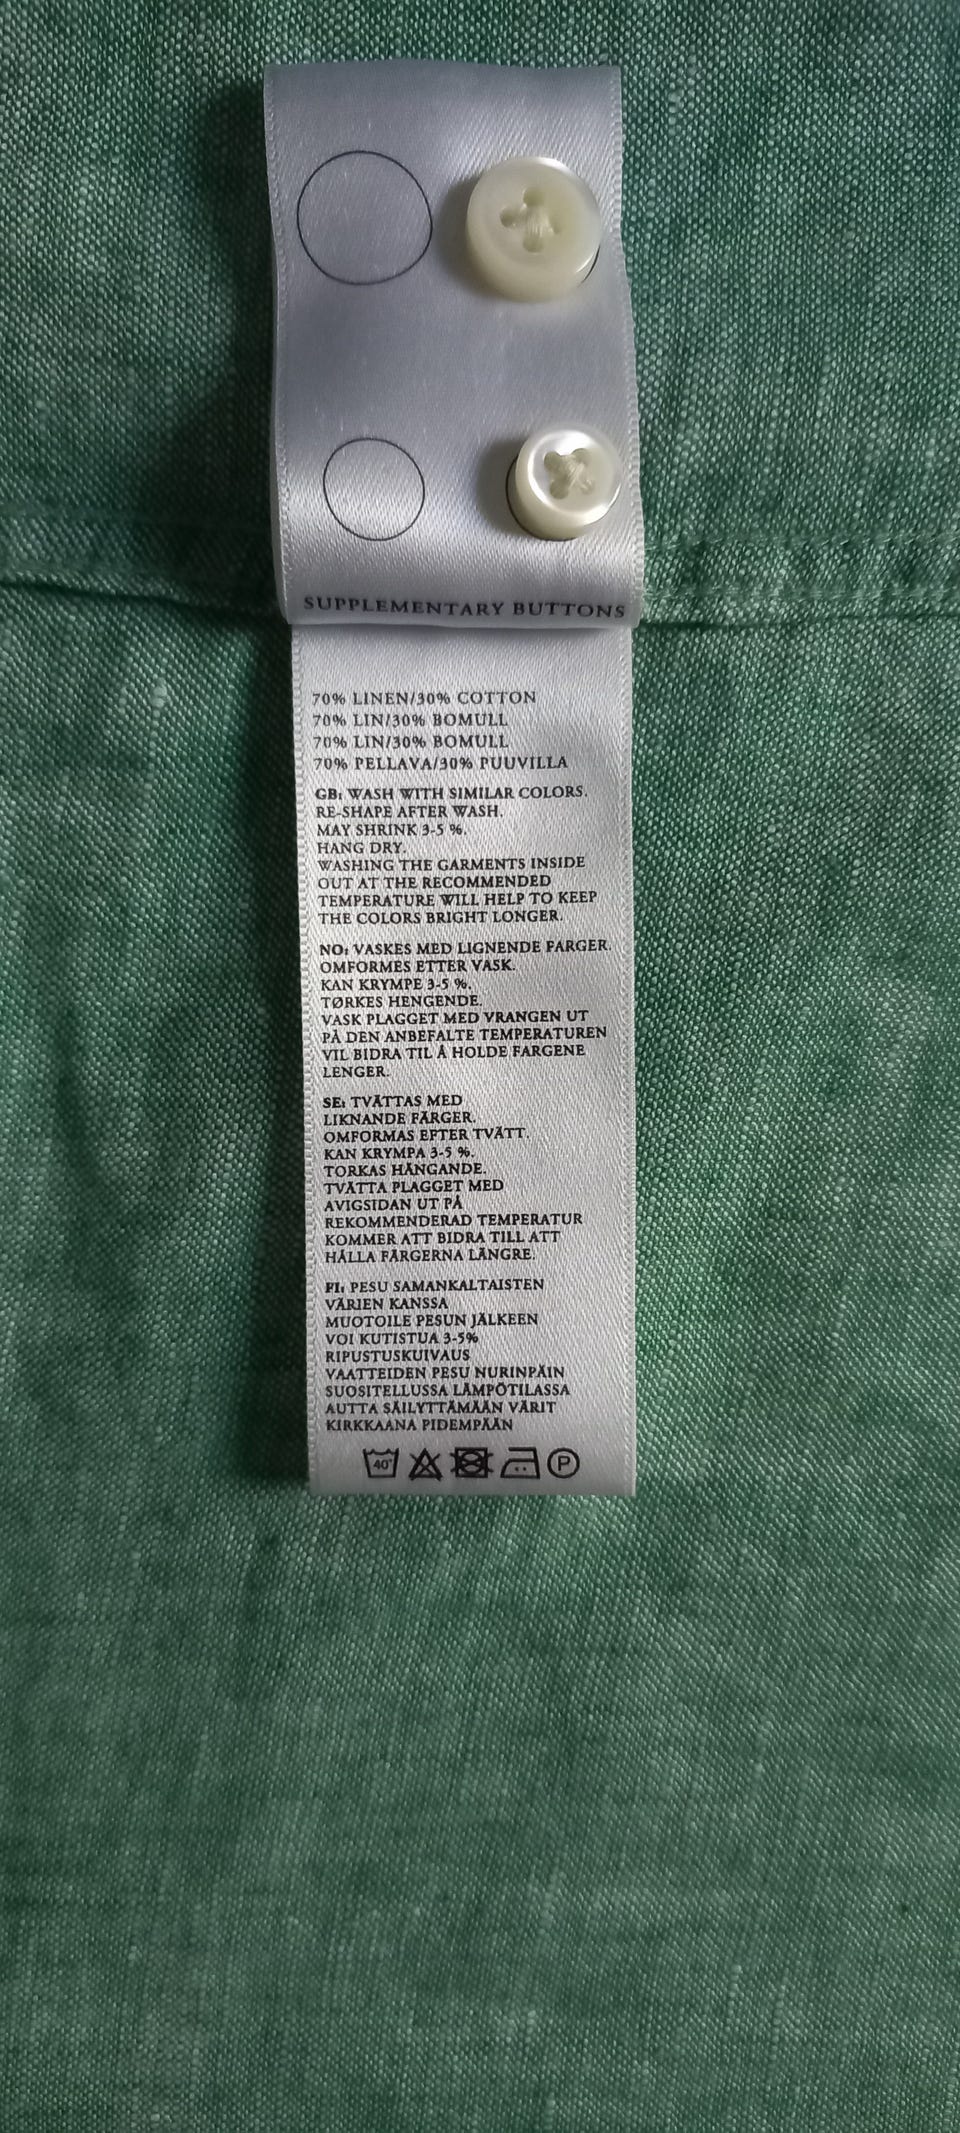 SUPPLEMENTARY BUTTONS
70% LINEN/30% COTTON
70% LIN/30% BOMULL
70% LIN/30% BOMULL
70% PELLAVA/30% PUUVILLA
GB: WASH WITH SIMILAR COLORS.
RE-SHAPE AFTER WASH.
MAY SHRINK 3-5 %.
HANG DRY.
WASHING THE GARMENTS INSIDE
OUT AT THE RECOMMENDED
TEMPERATURE WILL HELP TO KEEP
THE COLORS BRIGHT LONGER.
NO: VASKES MED LIGNENDE FARGER.
OMFORMES ETTER VASK.
KAN KRYMPE 3-5 %.
TØRKES HENGENDE.
VASK PLAGGET MED VRANGEN UT
PÅ DEN ANBEFALTE TEMPERATUREN
VIL BIDRA TIL Å HOLDE FARGENE
LENGER.
SE: TVÄTTAS MED
LIKNANDE FÄRGER.
OMFORMAS EFTER TVÄTT.
KAN KRYMPA 3-5 %.
TORKAS HÄNGANDE.
TVÄTTA PLAGGET MED
AVIGSIDAN UT PÅ
REKOMMENDERAD TEMPERATUR
KOMMER ATT BIDRA TILL ATT
HÅLLA FÄRGERNA LÄNGRE.
FI: PESU SAMANKALTAISTEN
VÄRIEN KANSSA
MUOTOILE PESUN JÄLKEEN
VOI KUTISTUA 3-5%
RIPUSTUSKUIVAUS
VAATTEIDEN PESU NURINPÄIN
SUOSITELLUSSA LÄMPÖTILASSA
AUTTA SÄILYTTÄMÄÄN VÄRIT
KIRKKAANA PIDEMPÄÄN
40° P